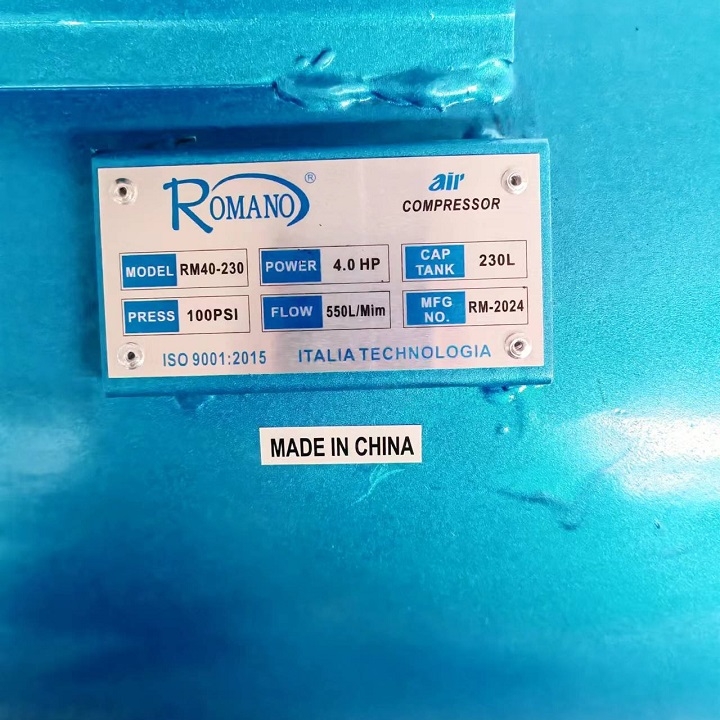 ROMANO®
air
COMPRESSOR
MODEL RM40-230 POWER 4.0 HP CAP TANK 230L
PRESS 100PSI FLOW 550L/Mim MFG NO. RM-2024
ISO 9001:2015 ITALIA TECHNOLOGIA
MADE IN CHINA